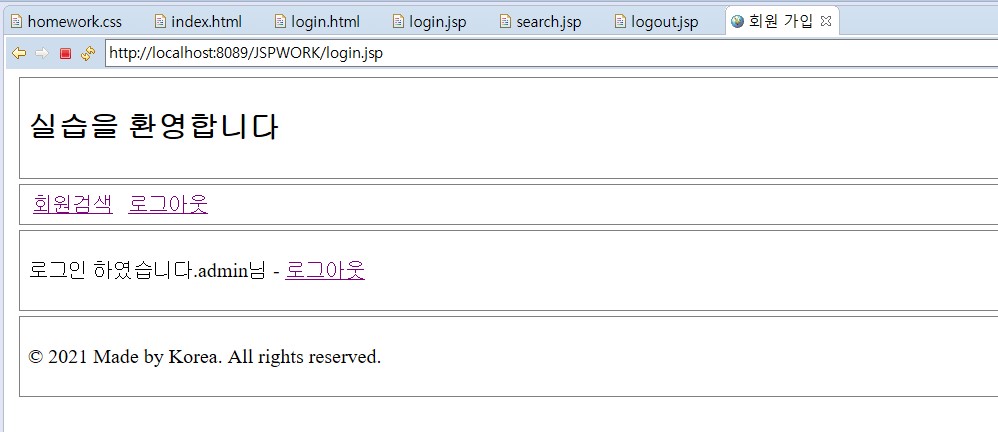 homework.css index.html login.html login.jsp search.jsp logout.jsp 회원 가입
http://localhost:8089/JSPWORK/login.jsp
실습을 환영합니다
회원검색 로그아웃
로그인 하였습니다.admin님 - 로그아웃
© 2021 Made by Korea. All rights reserved.